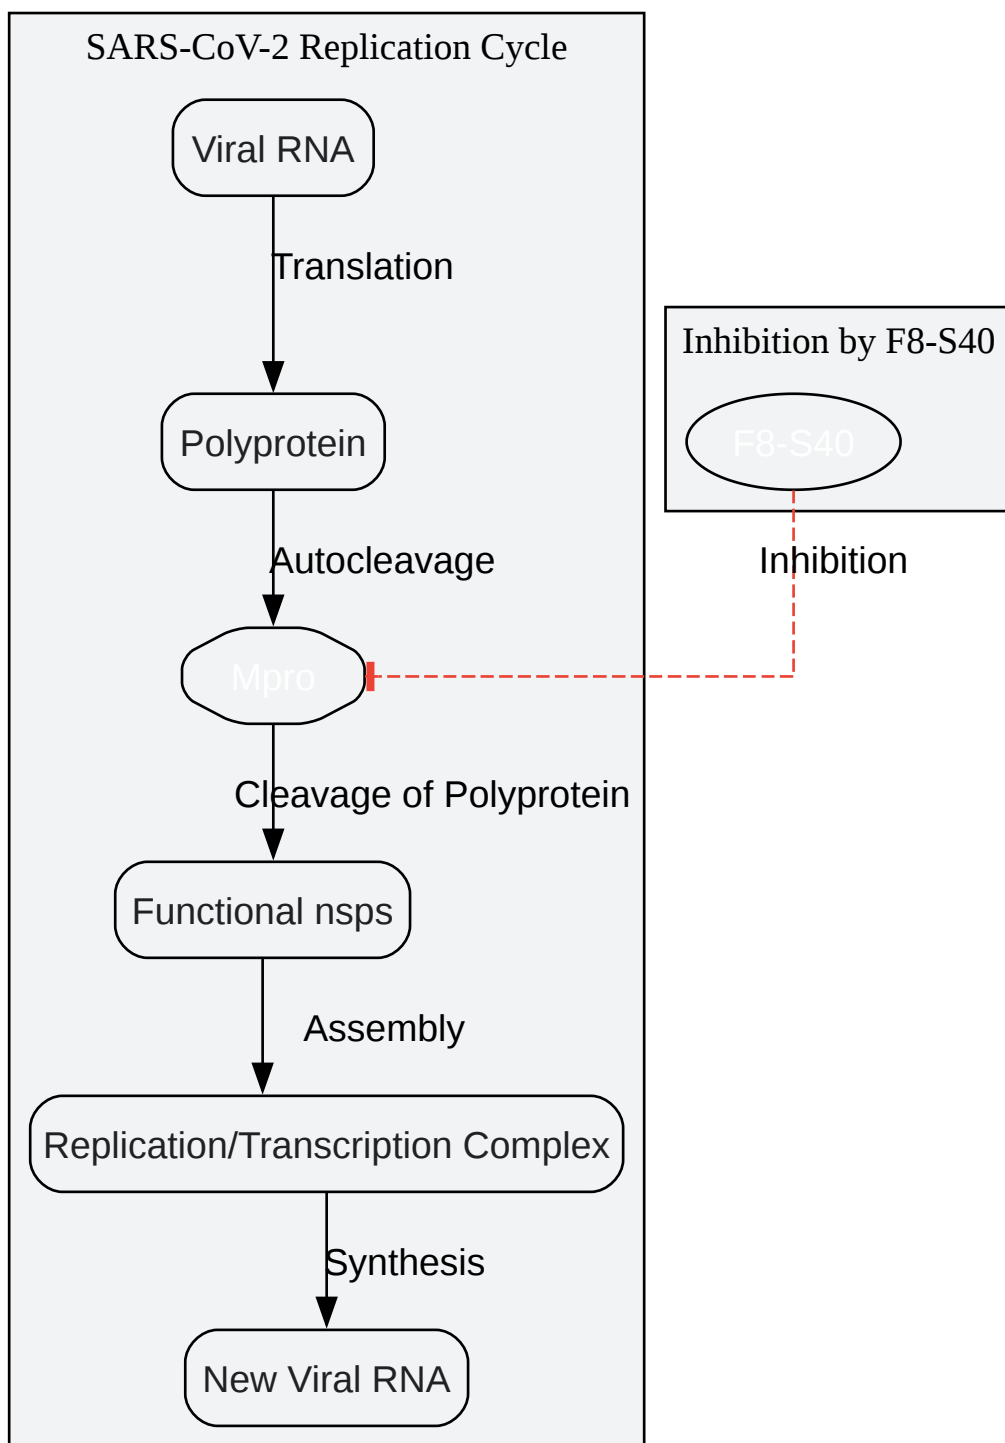 SARS-CoV-2 Replication Cycle
Viral RNA
Translation
Inhibition by F8-S40
Polyprotein
F8-S40
Autocleavage
Inhibition
Mpro
Cleavage of Polyprotein
Functional nsps
Assembly
Replication/Transcription Complex
Synthesis
New Viral RNA